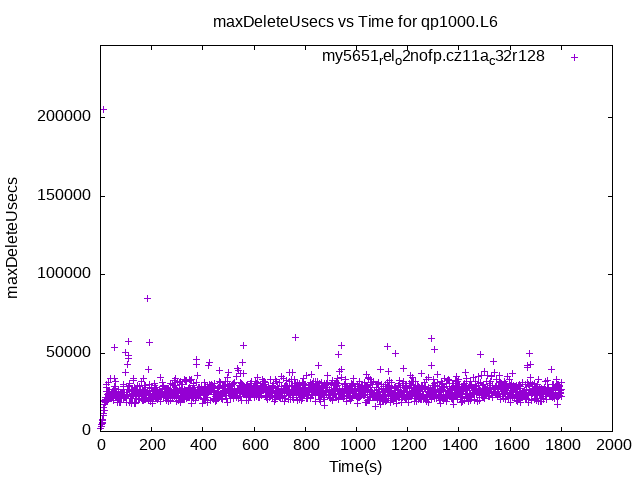 maxDeleteUsecs vs Time for qp1000.L6
my5651relo2nofp.cz11ac32r128
200000
150000
100000
50000
0
maxDeleteUsecs
0 200 400 600 800 1000 1200 1400 1600 1800 2000
Time(s)